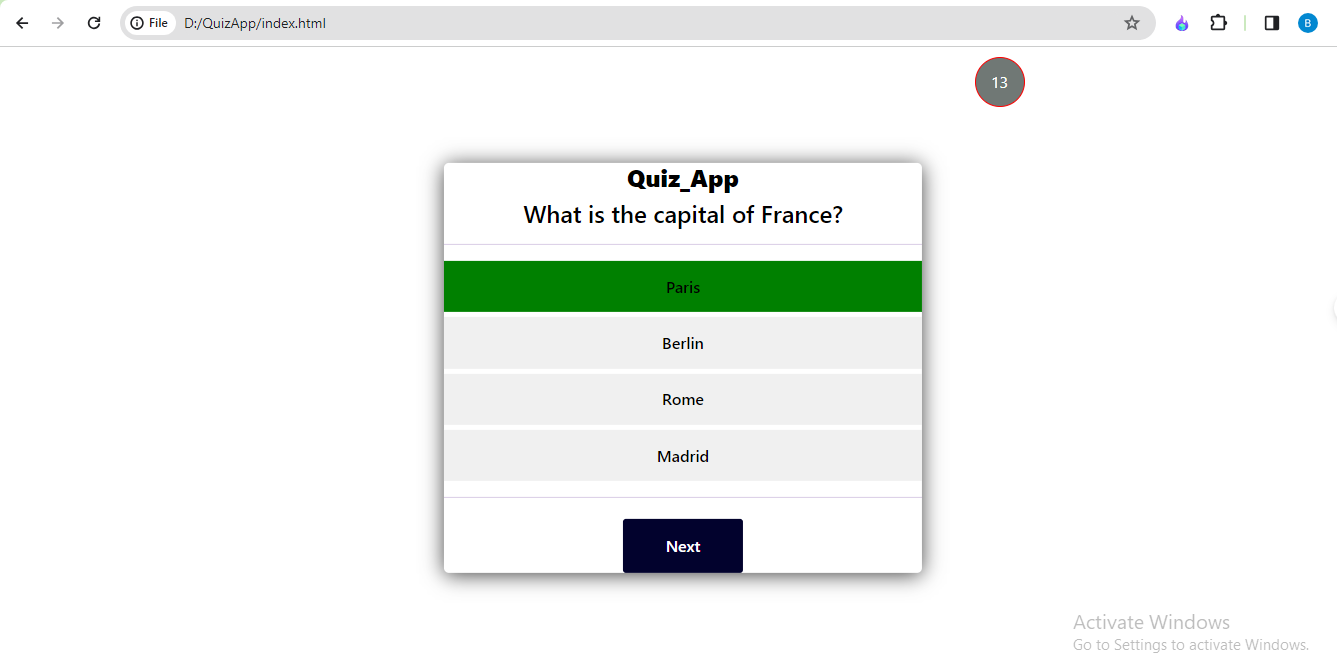 File D:/QuizApp/index.html
B
13
Quiz_App
What is the capital of France?
Paris
Berlin
Rome
Madrid
Next
Activate Windows
Go to Settings to activate Windows.